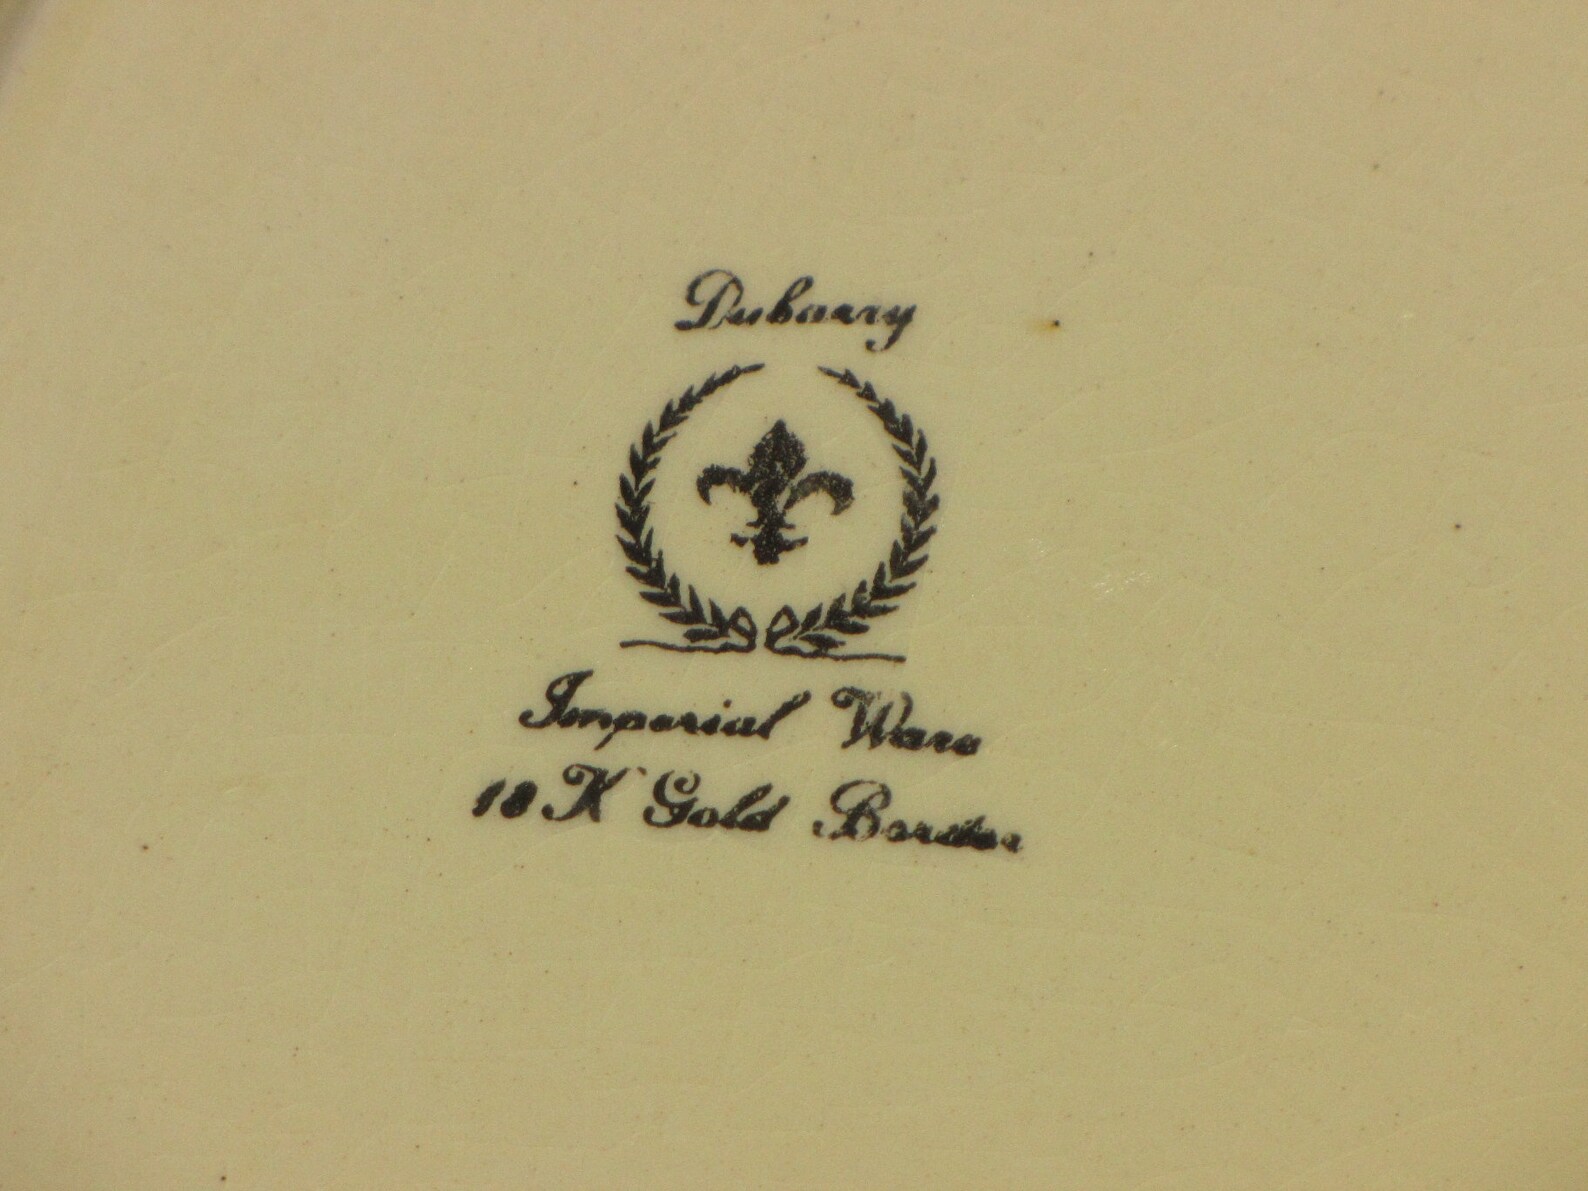 Dubarry
Imperial Ware
18 K Gold Border